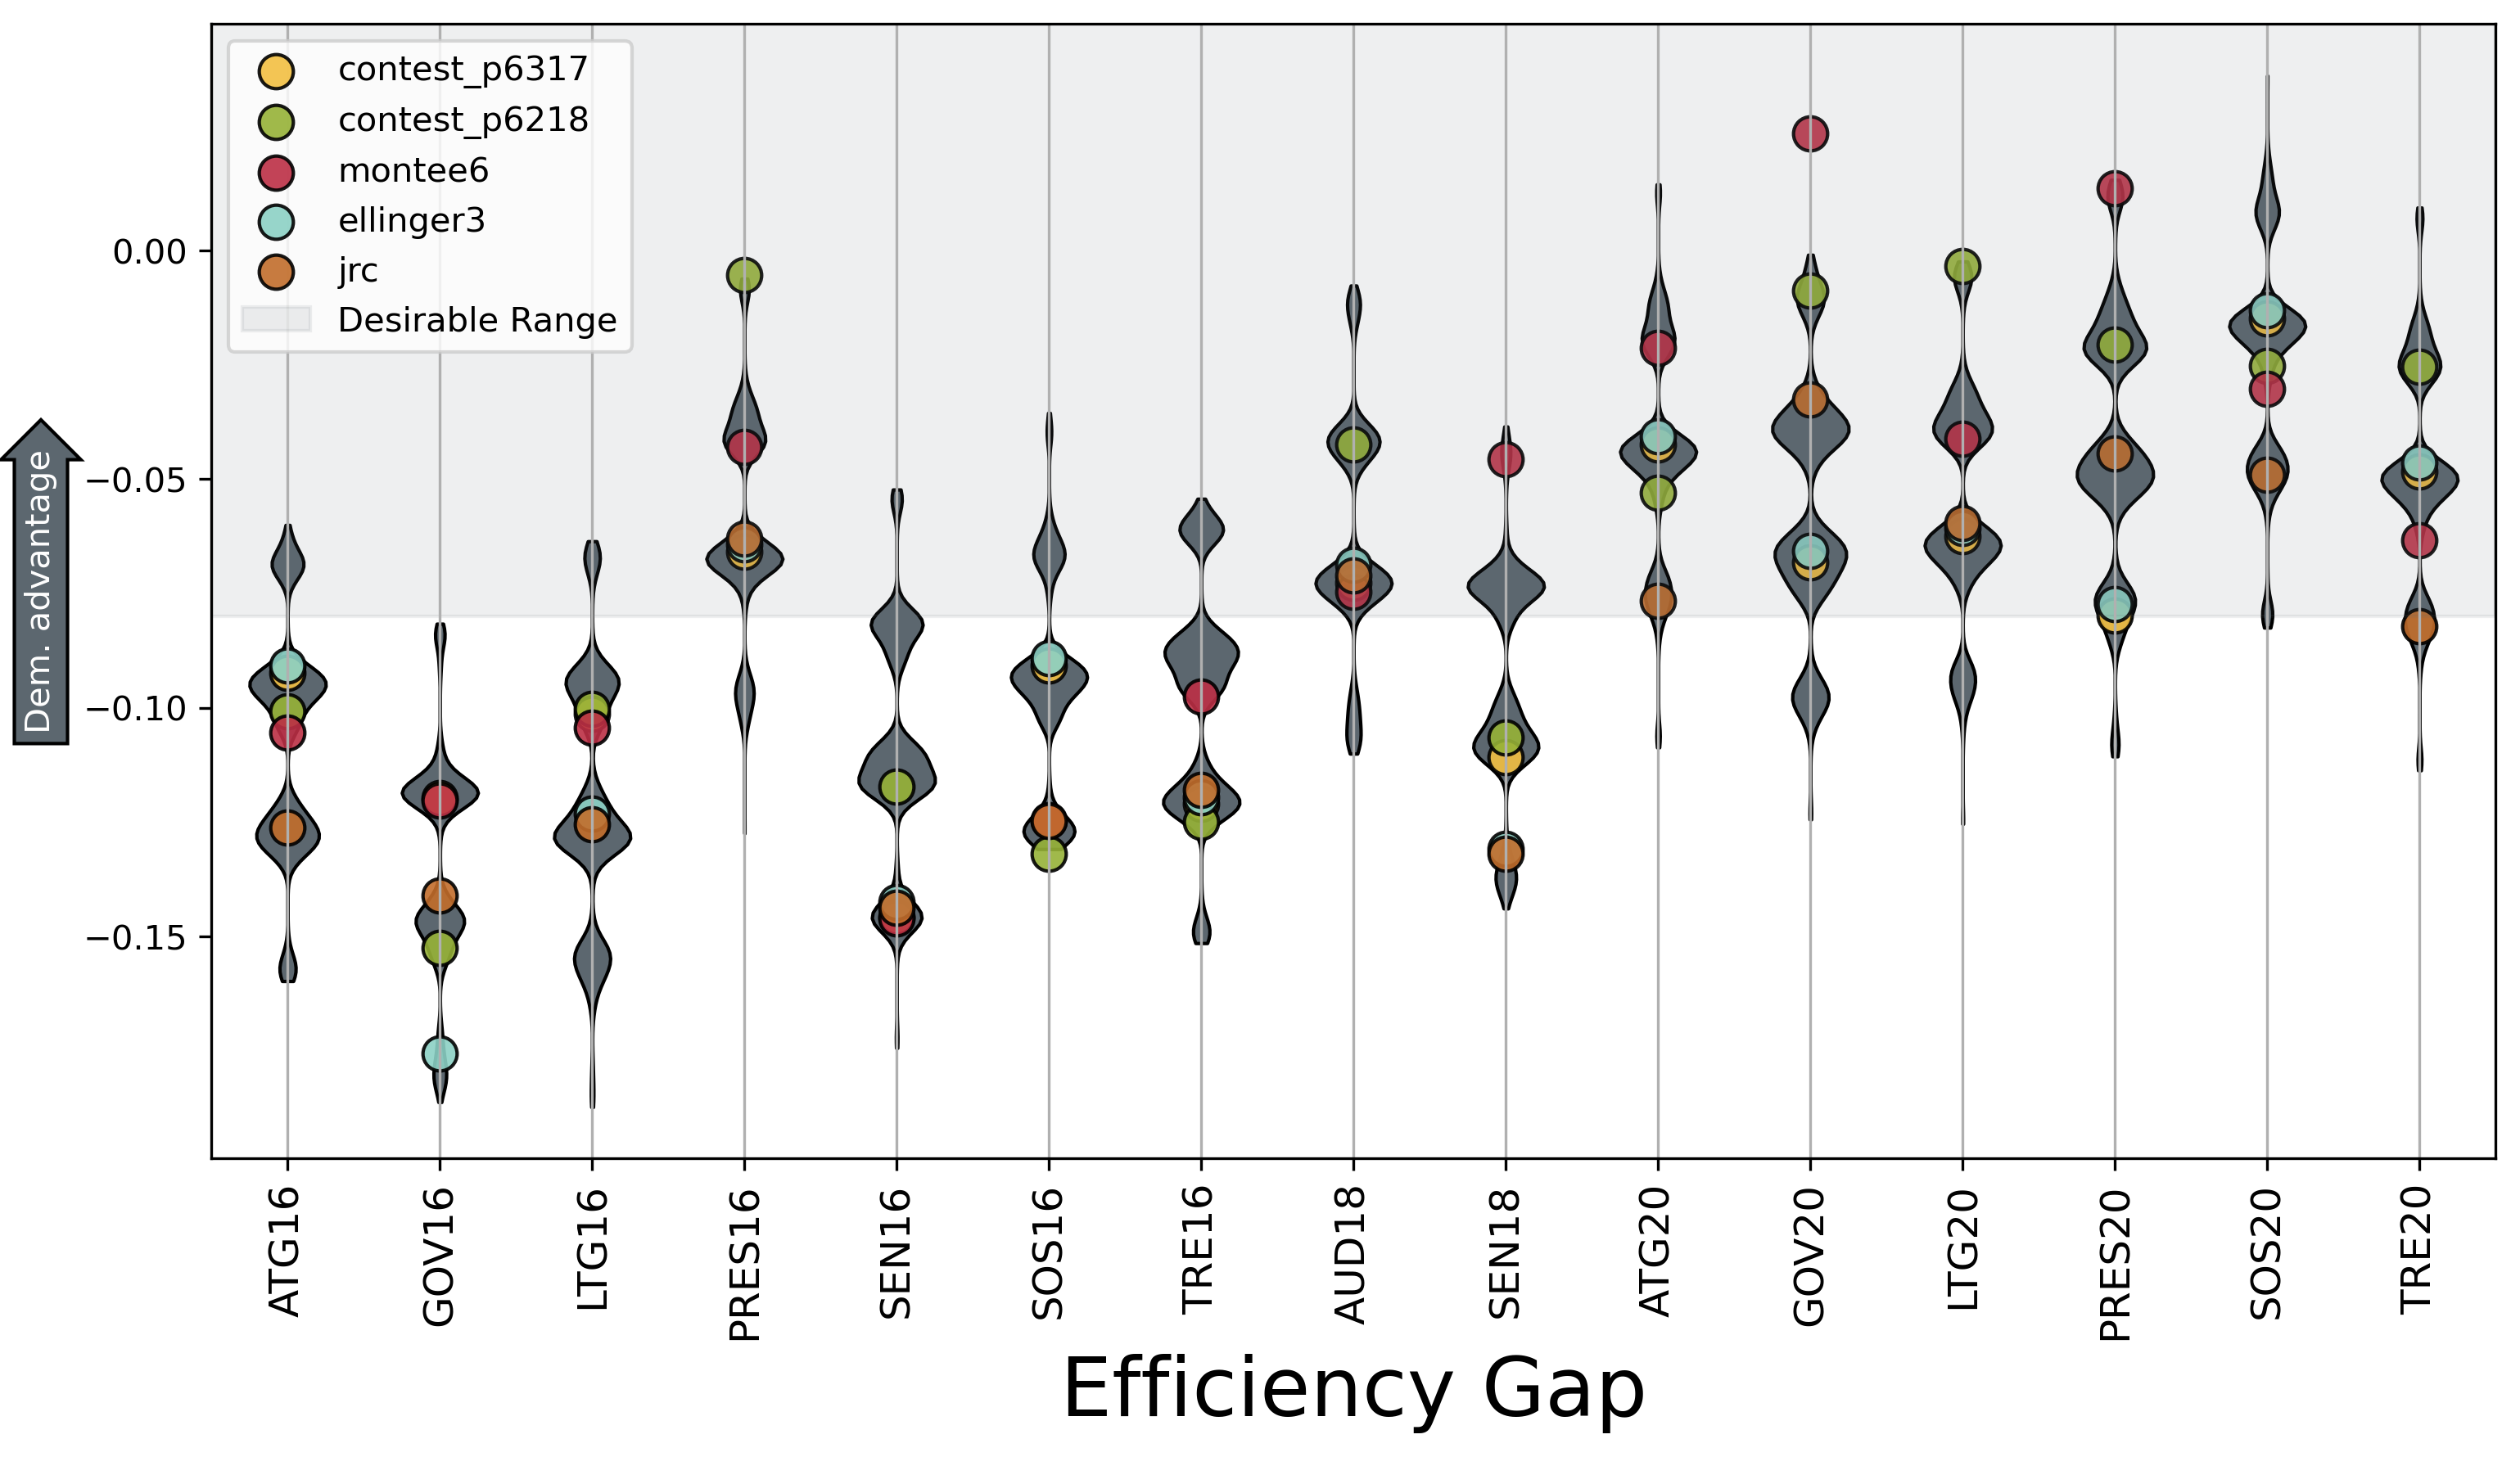 contest_p6317
contest_p6218
montee6
ellinger3
jrc
Desirable Range
Dem. advantage
0.00
−0.05
−0.10
−0.15
ATG16
GOV16
LTG16
PRES16
SEN16
SOS16
TRE16
AUD18
SEN18
ATG20
GOV20
LTG20
PRES20
SOS20
TRE20
Efficiency Gap